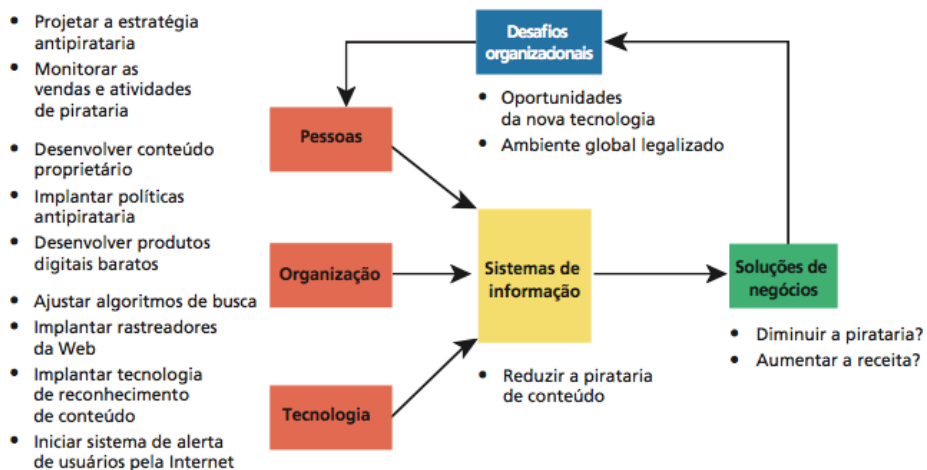 • Projetar a estratégia
antipirataria
• Monitorar as
vendas e atividades
de pirataria
• Desenvolver conteúdo
proprietário
• Implantar políticas
antipirataria
• Desenvolver produtos
digitais baratos
• Ajustar algoritmos de busca
• Implantar rastreadores
da Web
• Implantar tecnologia
de reconhecimento
de conteúdo
• Iniciar sistema de alerta
de usuários pela Internet
Pessoas
Organização
Tecnologia
Desafios
organizacionais
• Oportunidades
da nova tecnologia
• Ambiente global legalizado
Sistemas de
informação
• Reduzir a pirataria
de conteúdo
Soluções de
negócios
• Diminuir a pirataria?
• Aumentar a receita?